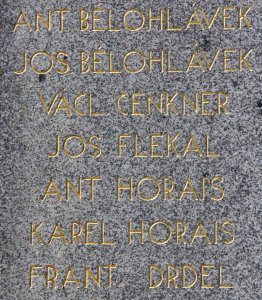 ANT BĚLOHLÁVEK
JOS. BĚLOHLÁVEK
VÁCL. CENKNER
JOS. FLEKAL
ANT HORAIS
KAREL HORAIS
FRANT. DRDEL